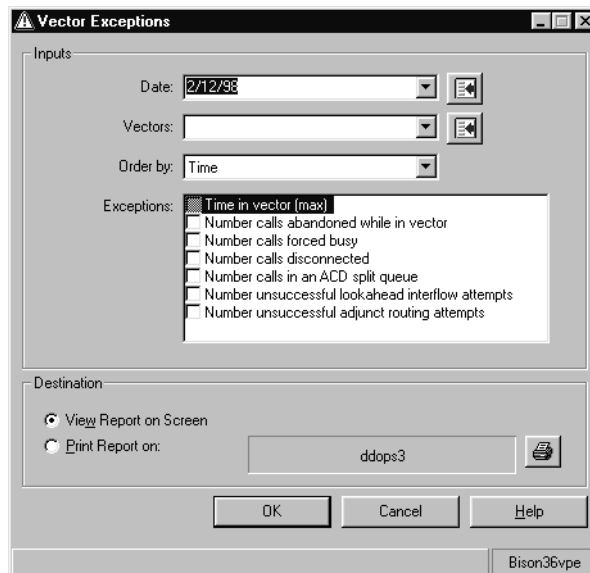 Vector Exceptions
Inputs
Date: 2/12/98
Vectors:
Order by: Time
Exceptions: Time in vector (max)
Number calls abandoned while in vector
Number calls forced busy
Number calls disconnected
Number calls in an ACD split queue
Number unsuccessful lookahead interflow attempts
Number unsuccessful adjunct routing attempts
Destination
View Report on Screen
Print Report on: ddops3
OK Cancel Help
Bison36vpe